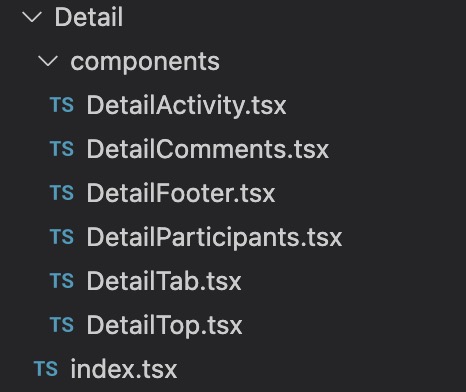 Detail
components
TS DetailActivity.tsx
TS DetailComments.tsx
TS DetailFooter.tsx
TS DetailParticipants.tsx
TS DetailTab.tsx
TS DetailTop.tsx
TS index.tsx